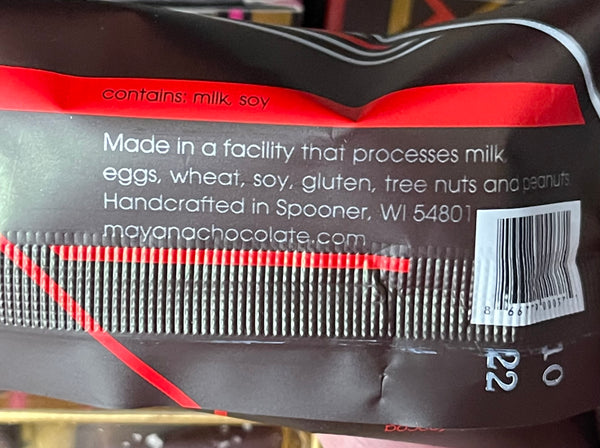 contains: milk, soy
Made in a facility that processes milk,
eggs, wheat, soy, gluten, tree nuts and peanuts.
Handcrafted in Spooner, WI 54801
mayanachocolate.com
10
22